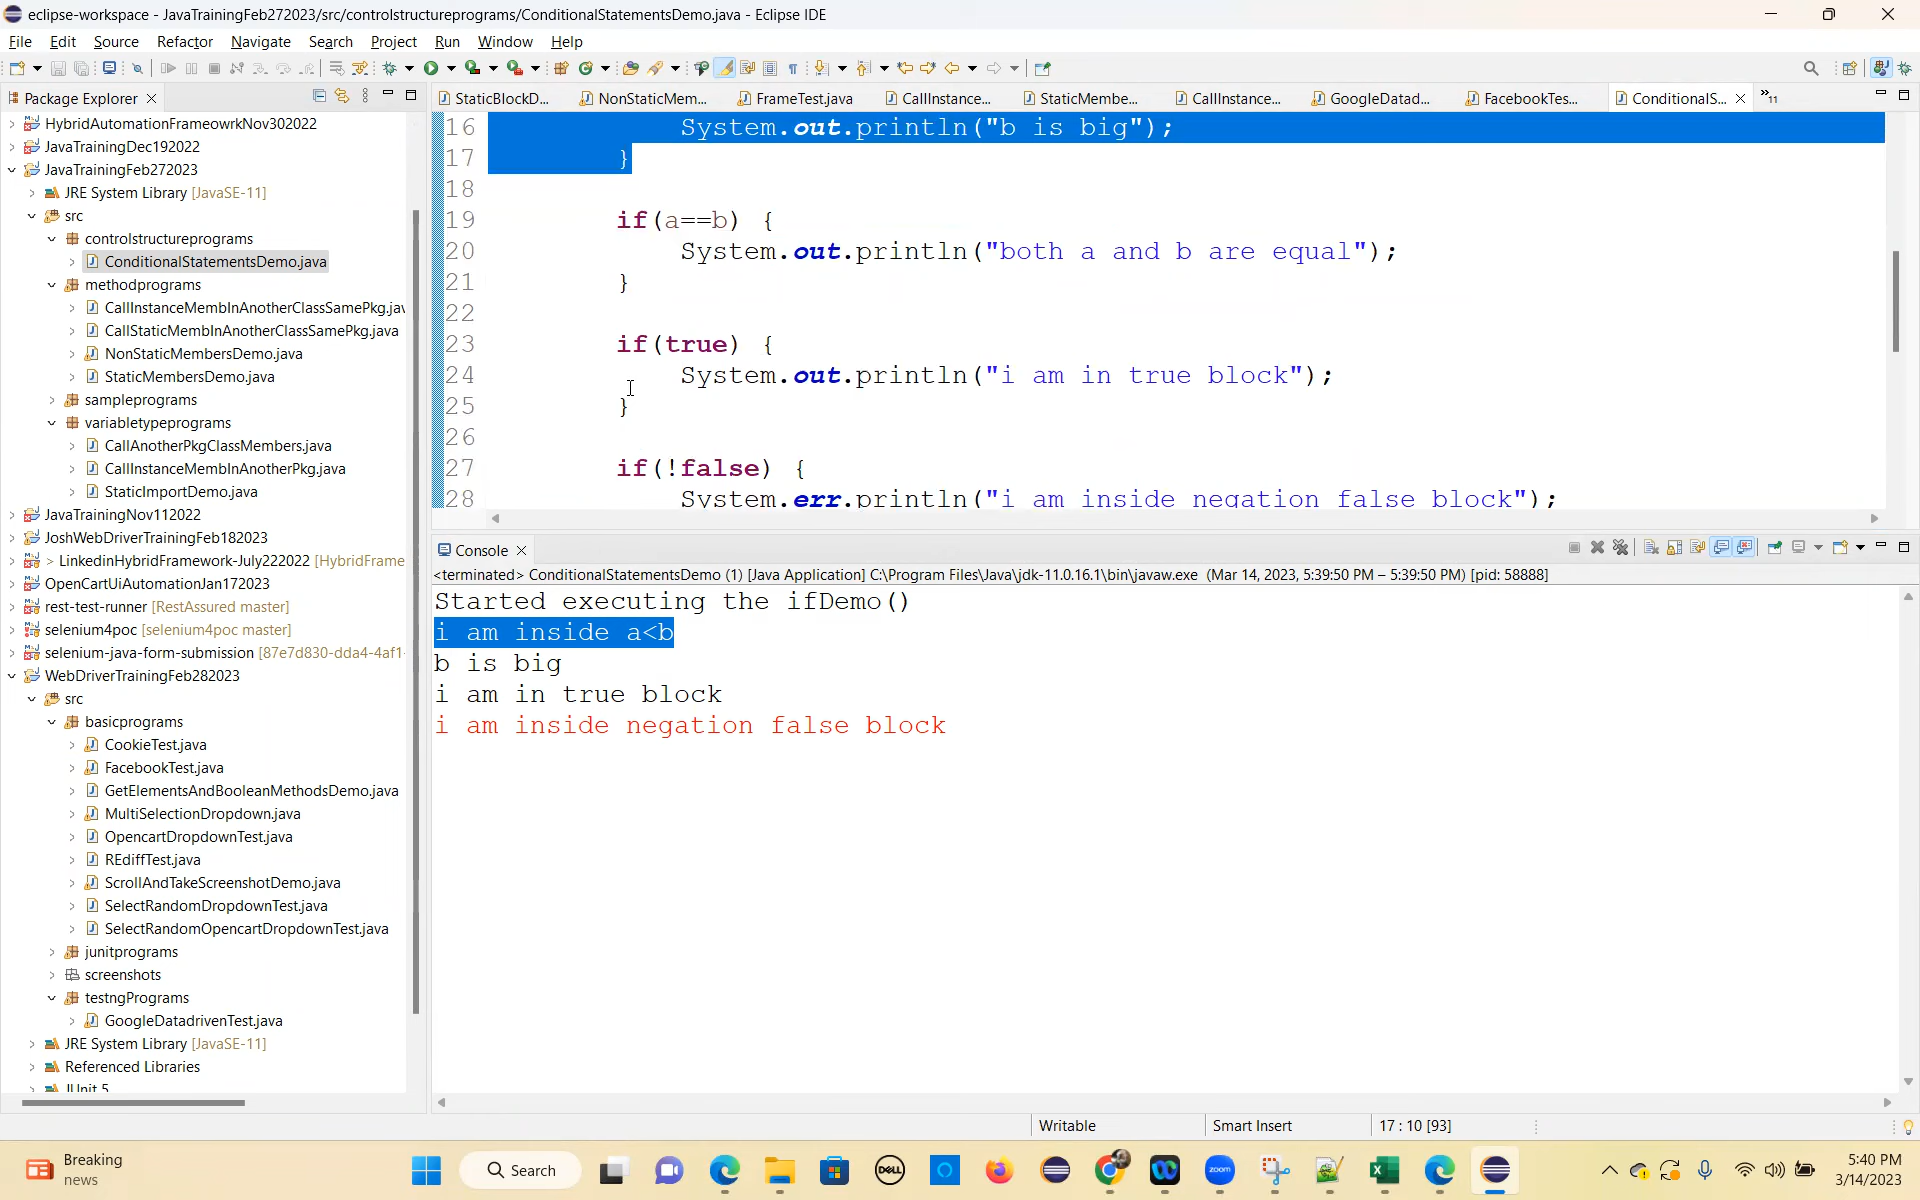 eclipse-workspace - JavaTrainingFeb272023/src/controlstructureprograms/ConditionalStatementsDemo.java - Eclipse IDE
File Edit Source Refactor Navigate Search Project Run Window Help
Package Explorer
StaticBlockD... NonStaticMem... FrameTest.java CallInstance... StaticMembe... CallInstance... GoogleDatad... FacebookTes... ConditionalS... »11
HybridAutomationFrameowrkNov302022
JavaTrainingDec192022
JavaTrainingFeb272023
JRE System Library [JavaSE-11]
src
controlstructureprograms
ConditionalStatementsDemo.java
methodprograms
CallInstanceMembInAnotherClassSamePkg.jav
CallStaticMembInAnotherClassSamePkg.java
NonStaticMembersDemo.java
StaticMembersDemo.java
sampleprograms
variabletypeprograms
CallAnotherPkgClassMembers.java
CallInstanceMembInAnotherPkg.java
StaticImportDemo.java
JavaTrainingNov112022
JoshWebDriverTrainingFeb182023
> LinkedinHybridFramework-July222022 [HybridFrame
OpenCartUiAutomationJan172023
rest-test-runner [RestAssured master]
selenium4poc [selenium4poc master]
selenium-java-form-submission [87e7d830-dda4-4af1-
WebDriverTrainingFeb282023
src
basicprograms
CookieTest.java
FacebookTest.java
GetElementsAndBooleanMethodsDemo.java
MultiSelectionDropdown.java
OpencartDropdownTest.java
REdiffTest.java
ScrollAndTakeScreenshotDemo.java
SelectRandomDropdownTest.java
SelectRandomOpencartDropdownTest.java
junitprograms
screenshots
testngPrograms
GoogleDatadrivenTest.java
JRE System Library [JavaSE-11]
Referenced Libraries
JUnit 5
16 System.out.println("b is big");
17 }
18
19 if(a==b) {
20 System.out.println("both a and b are equal");
21 }
22
23 if(true) {
24 System.out.println("i am in true block");
25 }
26
27 if(!false) {
28 System.err.println("i am inside negation false block");
Console
<terminated> ConditionalStatementsDemo (1) [Java Application] C:\Program Files\Java\jdk-11.0.16.1\bin\javaw.exe (Mar 14, 2023, 5:39:50 PM – 5:39:50 PM) [pid: 58888]
Started executing the ifDemo()
i am inside a<b
b is big
i am in true block
i am inside negation false block
Writable Smart Insert 17 : 10 [93]
Breaking
news
Search
DELL
zoom
5:40 PM
3/14/2023